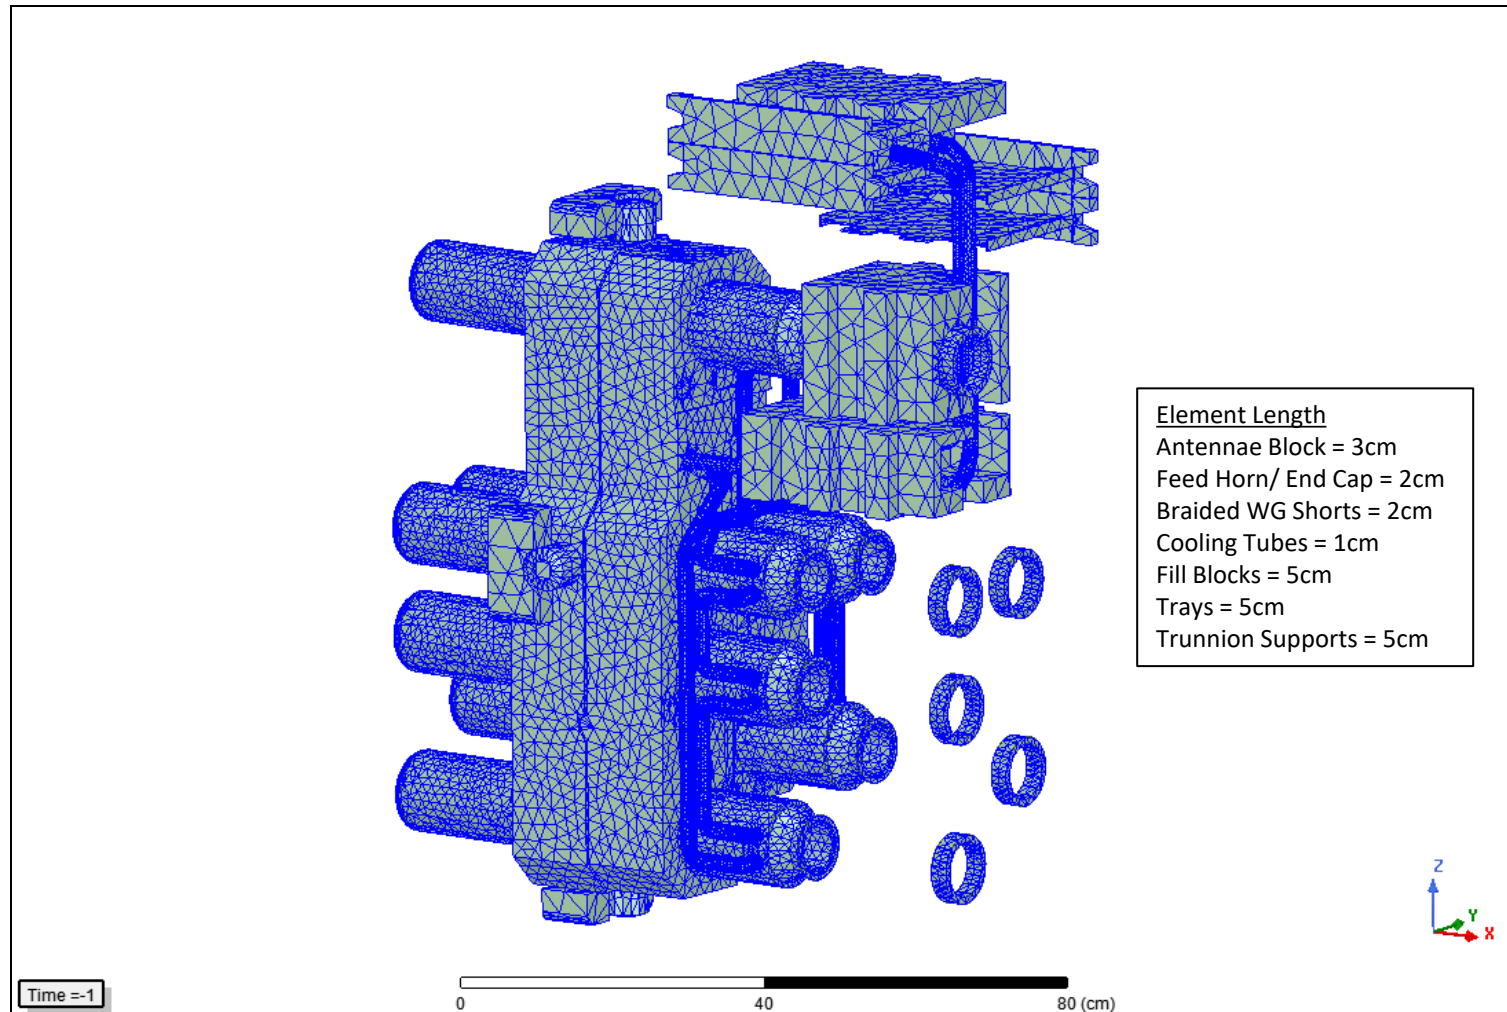 Element Length
Antennae Block = 3cm
Feed Horn/ End Cap = 2cm
Braided WG Shorts = 2cm
Cooling Tubes = 1cm
Fill Blocks = 5cm
Trays = 5cm
Trunnion Supports = 5cm
Z
Y
X
Time =-1
0 40 80 (cm)